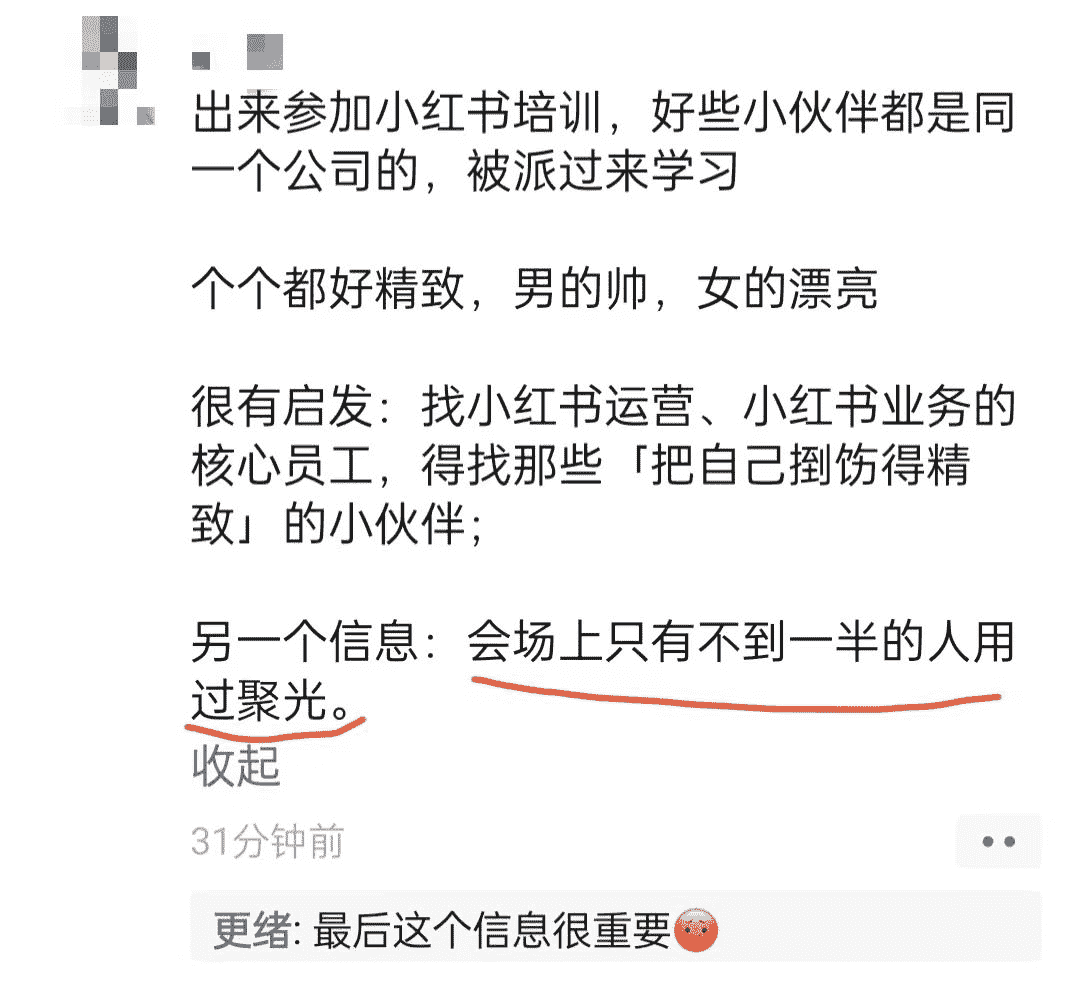 出来参加小红书培训，好些小伙伴都是同
一个公司的，被派过来学习
个个都好精致，男的帅，女的漂亮
很有启发：找小红书运营、小红书业务的
核心员工，得找那些「把自己捯饬得精
致」的小伙伴；
另一个信息：会场上只有不到一半的人用
过聚光。
收起
31分钟前
更绪: 最后这个信息很重要